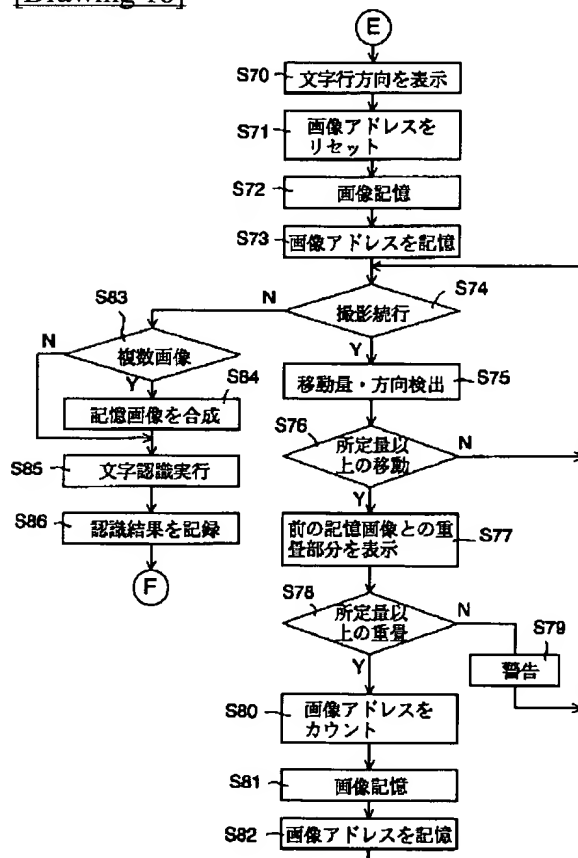 E
S70
文字行方向を表示
S71
画像アドレスを
リセット
S72
画像記憶
S73
画像アドレスを記憶
S74
撮影続行
N
Y
S83
複数画像
N
Y
S84
記憶画像を合成
S85
文字認識実行
S86
認識結果を記録
F
S75
移動量・方向検出
S76
所定量以
上の移動
N
Y
S77
前の記憶画像との重
畳部分を表示
S78
所定量以
上の重畳
N
Y
S79
警告
S80
画像アドレスを
カウント
S81
画像記憶
S82
画像アドレスを記憶